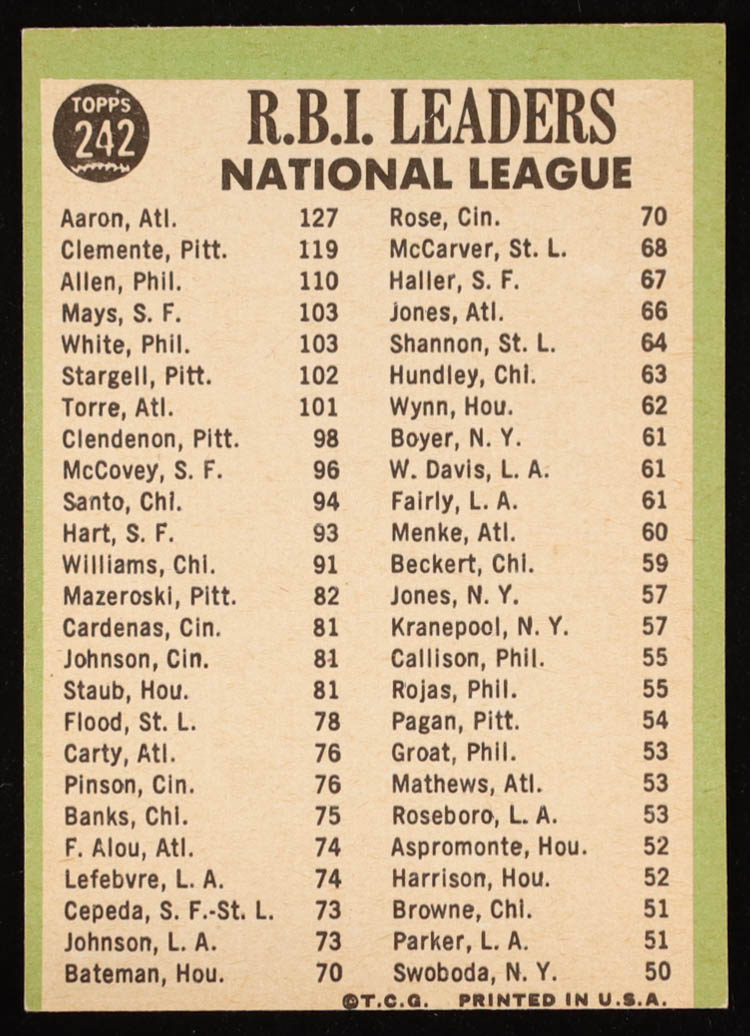 TOPPS
242
R.B.I. LEADERS
NATIONAL LEAGUE
Aaron, Atl. 127
Clemente, Pitt. 119
Allen, Phil. 110
Mays, S. F. 103
White, Phil. 103
Stargell, Pitt. 102
Torre, Atl. 101
Clendenon, Pitt. 98
McCovey, S. F. 96
Santo, Chi. 94
Hart, S. F. 93
Williams, Chi. 91
Mazeroski, Pitt. 82
Cardenas, Cin. 81
Johnson, Cin. 81
Staub, Hou. 81
Flood, St. L. 78
Carty, Atl. 76
Pinson, Cin. 76
Banks, Chi. 75
F. Alou, Atl. 74
Lefebvre, L. A. 74
Cepeda, S. F.-St. L. 73
Johnson, L. A. 73
Bateman, Hou. 70
Rose, Cin. 70
McCarver, St. L. 68
Haller, S. F. 67
Jones, Atl. 66
Shannon, St. L. 64
Hundley, Chi. 63
Wynn, Hou. 62
Boyer, N. Y. 61
W. Davis, L. A. 61
Fairly, L. A. 61
Menke, Atl. 60
Beckert, Chi. 59
Jones, N. Y. 57
Kranepool, N. Y. 57
Callison, Phil. 55
Rojas, Phil. 55
Pagan, Pitt. 54
Groat, Phil. 53
Mathews, Atl. 53
Roseboro, L. A. 53
Aspromonte, Hou. 52
Harrison, Hou. 52
Browne, Chi. 51
Parker, L. A. 51
Swoboda, N. Y. 50
©T.C.G. PRINTED IN U.S.A.